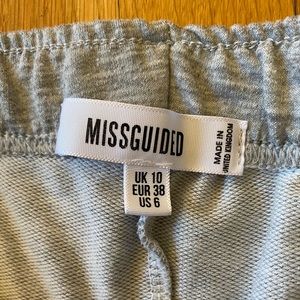 MISSGUIDED
MADE IN
UNITED KINGDOM
UK 10
EUR 38
US 6